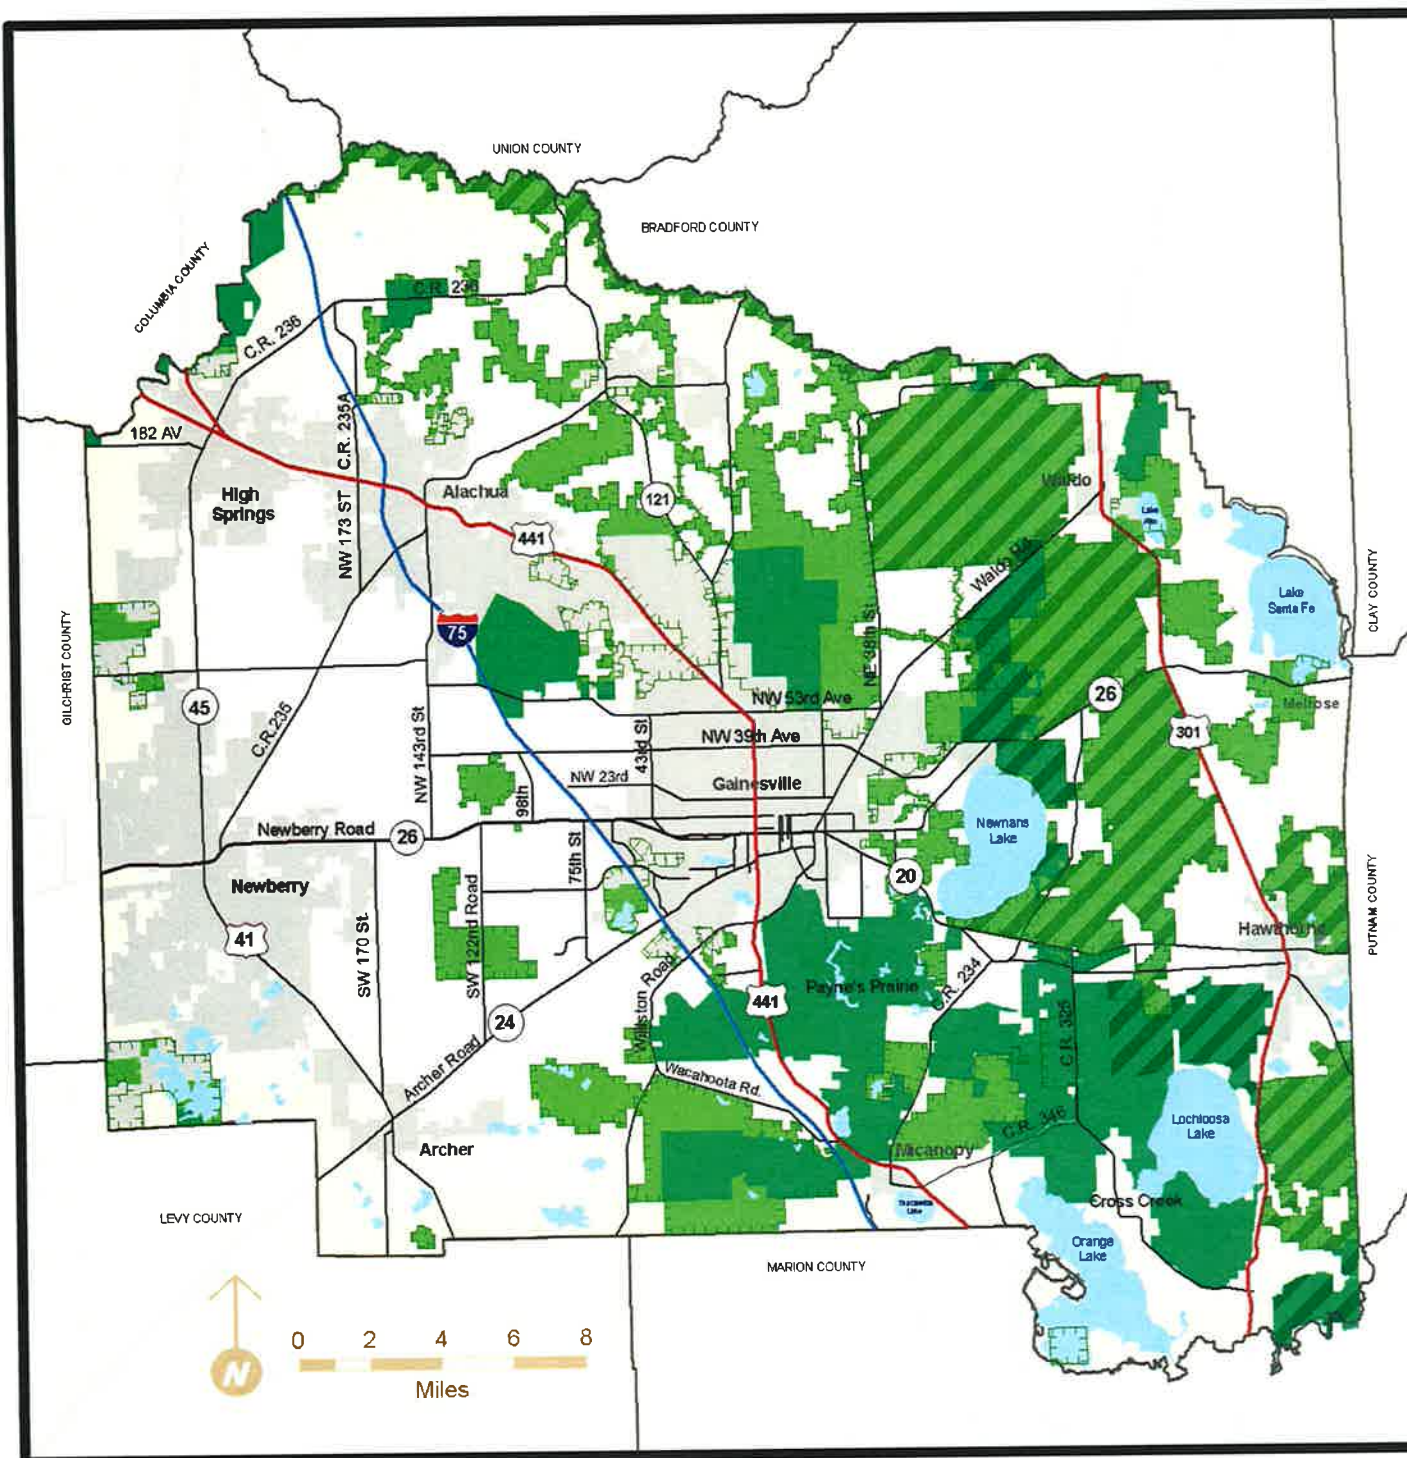 UNION COUNTY
BRADFORD COUNTY
COLUMBIA COUNTY
C.R. 236
C.R. 236
182 AV
C.R. 235A
NW 173 ST
High
Springs
Alachua
121
441
Waldo
Lake
Waldo Rd.
Lake
Santa Fe
CLAY COUNTY
GILCHRIST COUNTY
75
NE 38th St
45
C.R.235
NW 143rd St
43rd St
NW 53rd Ave
26
Melrose
301
NW 39th Ave
NW 23rd
98th
Gainesville
Newnans
Lake
Newberry Road
26
75th St
20
Newberry
SW 170 St.
SW 122nd Road
41
Hawthorne
PUTNAM COUNTY
24
Archer Road
Williston Road
441
Payne's Prairie
C.R. 234
C.R. 325
Wacahoota Rd.
C.R. 346
Lochloosa
Lake
Archer
Micanopy
Cross Creek
Lake
Orange
Lake
LEVY COUNTY
MARION COUNTY
N
0 2 4 6 8
Miles